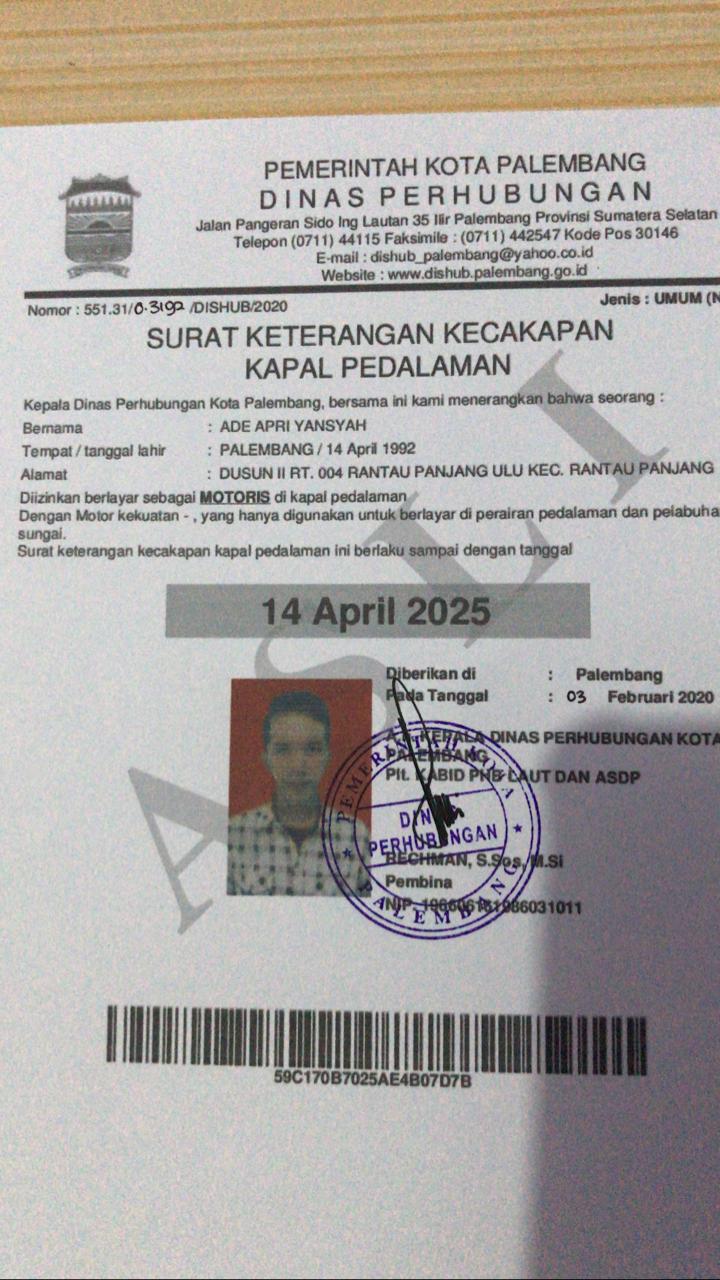 PEMERINTAH KOTA PALEMBANG
DINAS PERHUBUNGAN
Jalan Pangeran Sido Ing Lautan 35 Ilir Palembang Provinsi Sumatera Selatan
Telepon (0711) 44115 Faksimile : (0711) 442547 Kode Pos 30146
E-mail : dishub_palembang@yahoo.co.id
Website : www.dishub.palembang.go.id
Nomor : 551.31/0.3192 /DISHUB/2020
Jenis : UMUM (N
SURAT KETERANGAN KECAKAPAN
KAPAL PEDALAMAN
Kepala Dinas Perhubungan Kota Palembang, bersama ini kami menerangkan bahwa seorang :
Bernama : ADE APRI YANSYAH
Tempat / tanggal lahir : PALEMBANG / 14 April 1992
Alamat : DUSUN II RT. 004 RANTAU PANJANG ULU KEC. RANTAU PANJANG
Diizinkan berlayar sebagai MOTORIS di kapal pedalaman
Dengan Motor kekuatan - , yang hanya digunakan untuk berlayar di perairan pedalaman dan pelabuha
sungai.
Surat keterangan kecakapan kapal pedalaman ini berlaku sampai dengan tanggal
14 April 2025
ASLI
Diberikan di : Palembang
Pada Tanggal : 03 Februari 2020
KEPALA DINAS PERHUBUNGAN KOTA
PALEMBANG
Plt. KABID PHB LAUT DAN ASDP
PEMERINTAH KOTA
DINAS
PERHUBUNGAN
PALEMBANG
RECHMAN, S.Sos, M.Si
Pembina
NIP.
59C170B7025AE4B07D7B